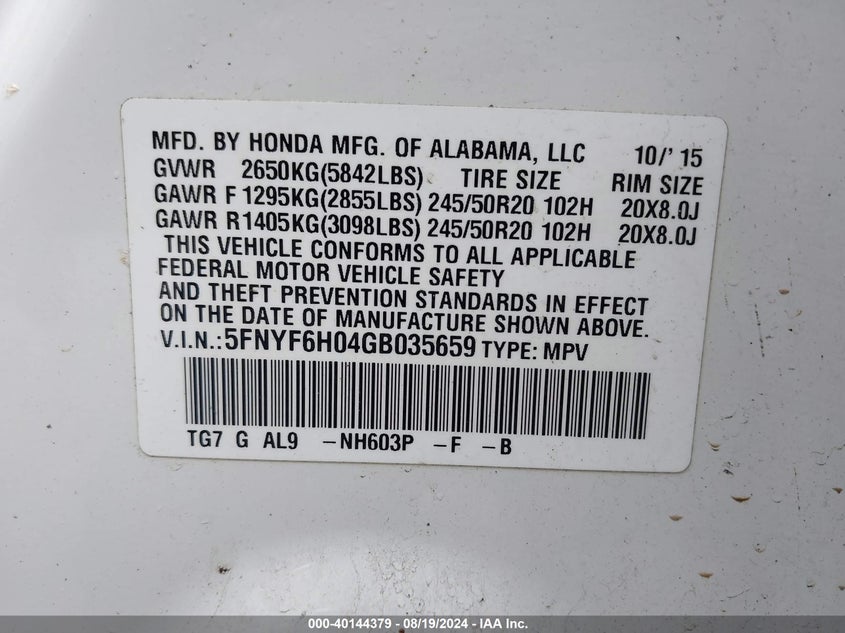 MFD. BY HONDA MFG. OF ALABAMA, LLC 10/' 15
GVWR 2650KG(5842LBS) TIRE SIZE RIM SIZE
GAWR F 1295KG(2855LBS) 245/50R20 102H 20X8.0J
GAWR R1405KG(3098LBS) 245/50R20 102H 20X8.0J
THIS VEHICLE CONFORMS TO ALL APPLICABLE
FEDERAL MOTOR VEHICLE SAFETY
AND THEFT PREVENTION STANDARDS IN EFFECT
ON THE DATE OF MANUFACTURE SHOWN ABOVE.
V.I.N.:5FNYF6H04GB035659 TYPE: MPV
TG7 G AL9 -NH603P -F -B
000-40144379 - 08/19/2024 - IAAI Inc.